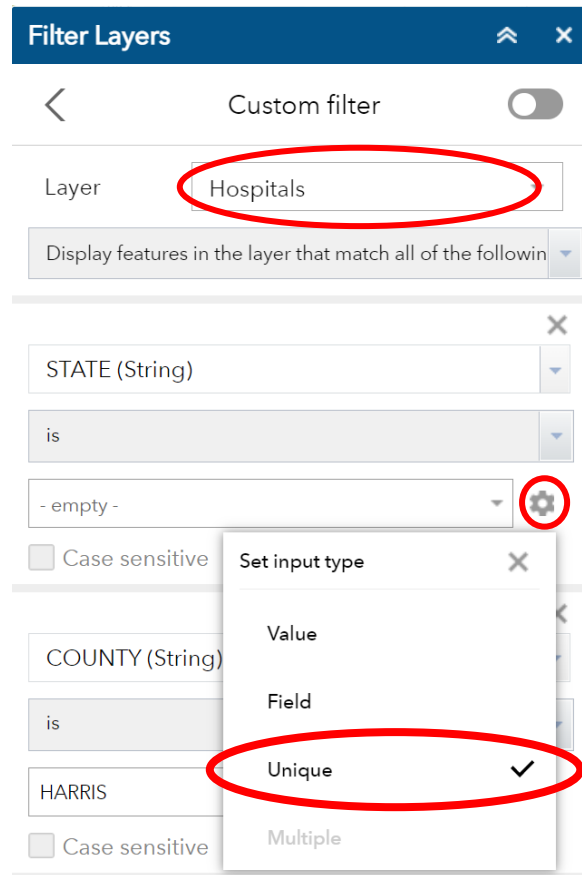 Filter Layers
Custom filter
Layer Hospitals
Display features in the layer that match all of the followin
STATE (String)
is
- empty -
Case sensitive
Set input type
Value
Field
Unique
Multiple
COUNTY (String)
is
HARRIS
Case sensitive